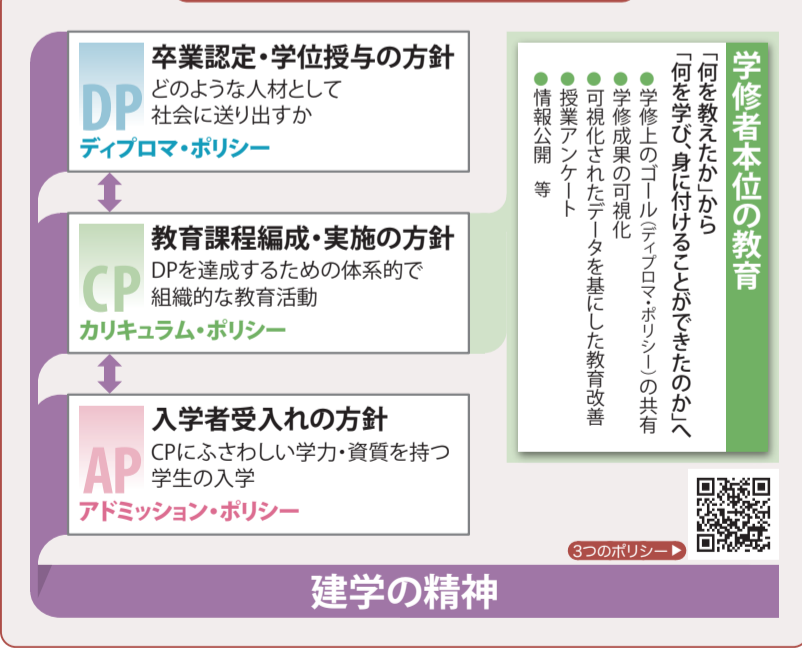 DP
卒業認定・学位授与の方針
どのような人材として
社会に送り出すか
ディプロマ・ポリシー
CP
教育課程編成・実施の方針
DPを達成するための体系的で
組織的な教育活動
カリキュラム・ポリシー
AP
入学者受入れの方針
CPにふさわしい学力・資質を持つ
学生の入学
アドミッション・ポリシー
学修者本位の教育
「何を教えたか」から
「何を学び、身に付けることができたのか」へ
●学修上のゴール(ディプロマ・ポリシー)の共有
●学修成果の可視化
●可視化されたデータを基にした教育改善
●授業アンケート
●情報公開 等
3つのポリシー▶
建学の精神